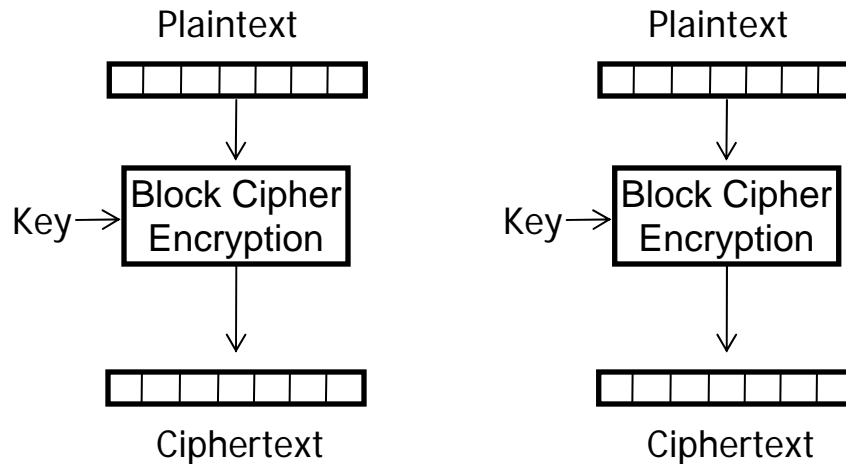 Plaintext
Block Cipher
Encryption
Key
Ciphertext
Plaintext
Block Cipher
Encryption
Key
Ciphertext